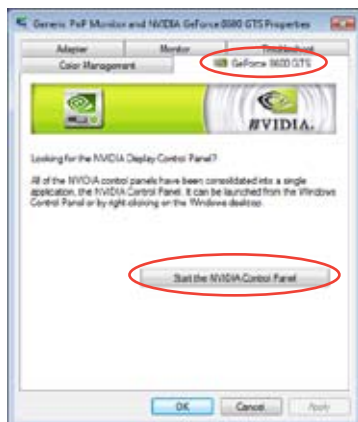 Generic PnP Monitor and NVIDIA GeForce 8600 GTS Properties
Adapter Monitor Troubleshoot
Color Management GeForce 8600 GTS
NVIDIA.
Looking for the NVIDIA Display Control Panel?
All of the NVIDIA control panels have been consolidated into a single
application, the NVIDIA Control Panel. It can be launched from the Windows
Control Panel or by right clicking on the Windows desktop.
Start the NVIDIA Control Panel
OK Cancel Apply